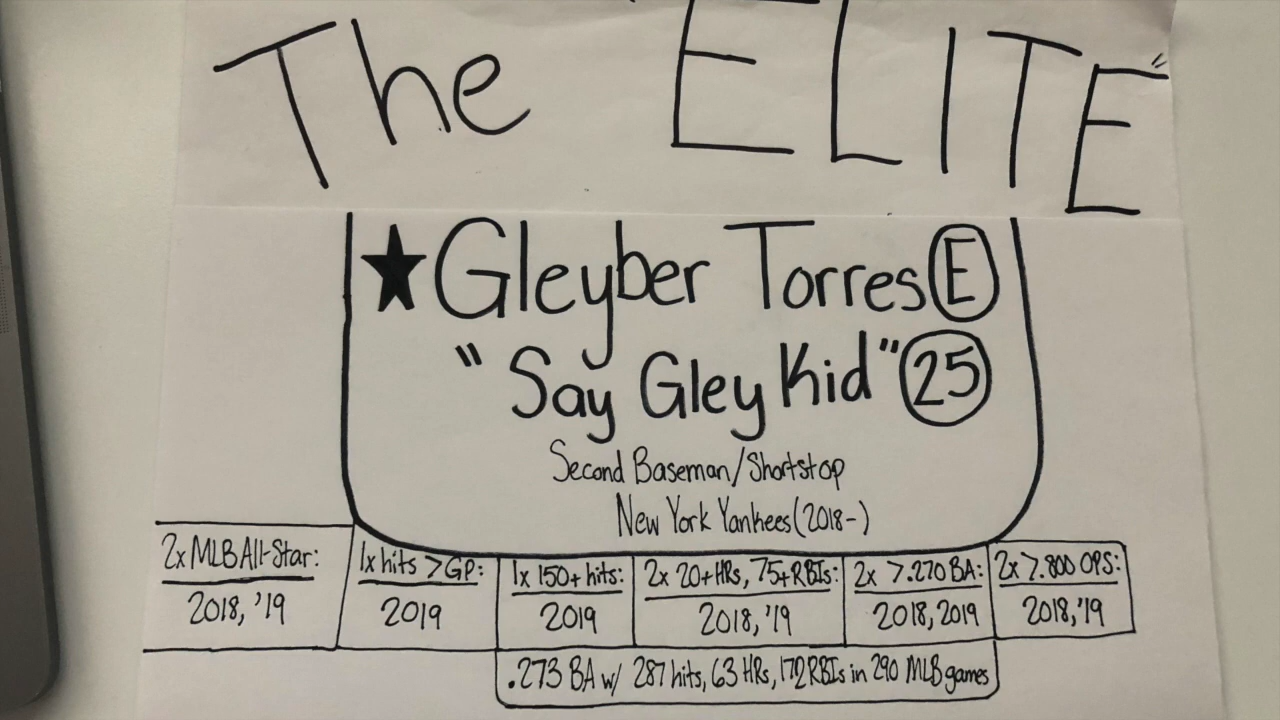 The "ELITE"
★ Gleyber Torres E
"Say Gley Kid" 25
Second Baseman/Shortstop
New York Yankees (2018-)
2x MLB All-Star:
2018, '19
1x hits > GP:
2019
1x 150+ hits:
2019
2x 20+HRs, 75+RBIs:
2018, '19
2x >.270 BA:
2018, 2019
2x >.800 OPS:
2018, '19
.273 BA w/ 287 hits, 63 HRs, 172 RBIs in 290 MLB games